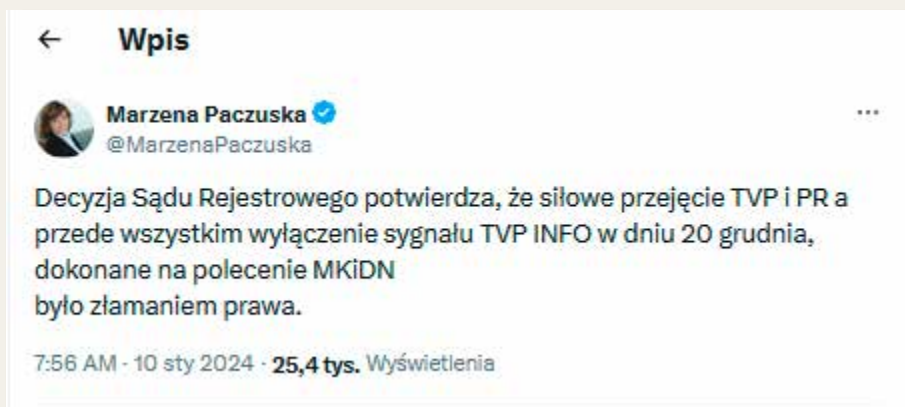 Wpis
Marzena Paczuska
@MarzenaPaczuska
Decyzja Sądu Rejestrowego potwierdza, że siłowe przejęcie TVP i PR a
przede wszystkim wyłączenie sygnału TVP INFO w dniu 20 grudnia,
dokonane na polecenie MKiDN
było złamaniem prawa.
7:56 AM · 10 sty 2024 · 25,4 tys. Wyświetlenia